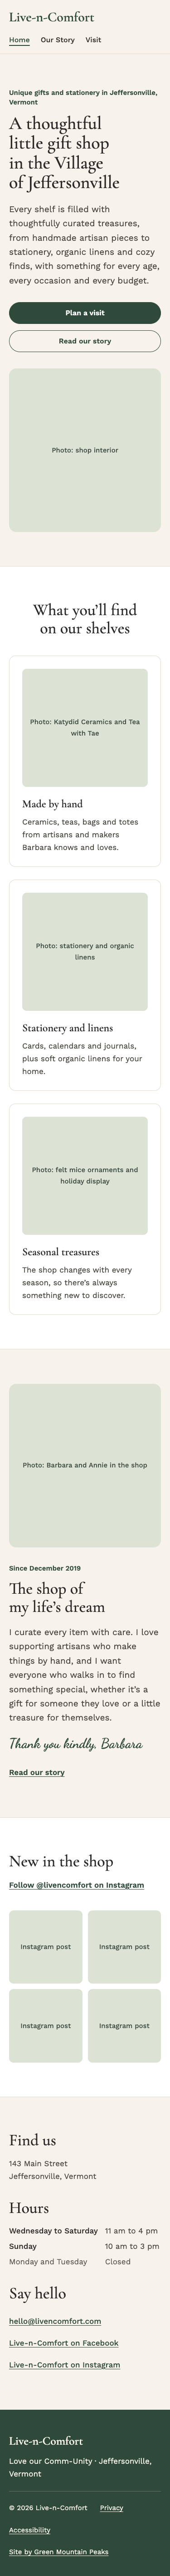 Live-n-Comfort
Home Our Story Visit
Unique gifts and stationery in Jeffersonville,
Vermont
A thoughtful
little gift shop
in the Village
of Jeffersonville
Every shelf is filled with
thoughtfully curated treasures,
from handmade artisan pieces to
stationery, organic linens and cozy
finds, with something for every age,
every occasion and every budget.
Plan a visit
Read our story
Photo: shop interior
What you’ll find
on our shelves
Photo: Katydid Ceramics and Tea
with Tae
Made by hand
Ceramics, teas, bags and totes
from artisans and makers
Barbara knows and loves.
Photo: stationery and organic
linens
Stationery and linens
Cards, calendars and journals,
plus soft organic linens for your
home.
Photo: felt mice ornaments and
holiday display
Seasonal treasures
The shop changes with every
season, so there’s always
something new to discover.
Photo: Barbara and Annie in the shop
Since December 2019
The shop of
my life’s dream
I curate every item with care. I love
supporting artisans who make
things by hand, and I want
everyone who walks in to find
something special, whether it’s a
gift for someone they love or a little
treasure for themselves.
Thank you kindly, Barbara
Read our story
New in the shop
Follow @livencomfort on Instagram
Instagram post Instagram post
Instagram post Instagram post
Find us
143 Main Street
Jeffersonville, Vermont
Hours
Wednesday to Saturday 11 am to 4 pm
Sunday 10 am to 3 pm
Monday and Tuesday Closed
Say hello
hello@livencomfort.com
Live-n-Comfort on Facebook
Live-n-Comfort on Instagram
Live-n-Comfort
Love our Comm-Unity · Jeffersonville,
Vermont
© 2026 Live-n-Comfort Privacy
Accessibility
Site by Green Mountain Peaks